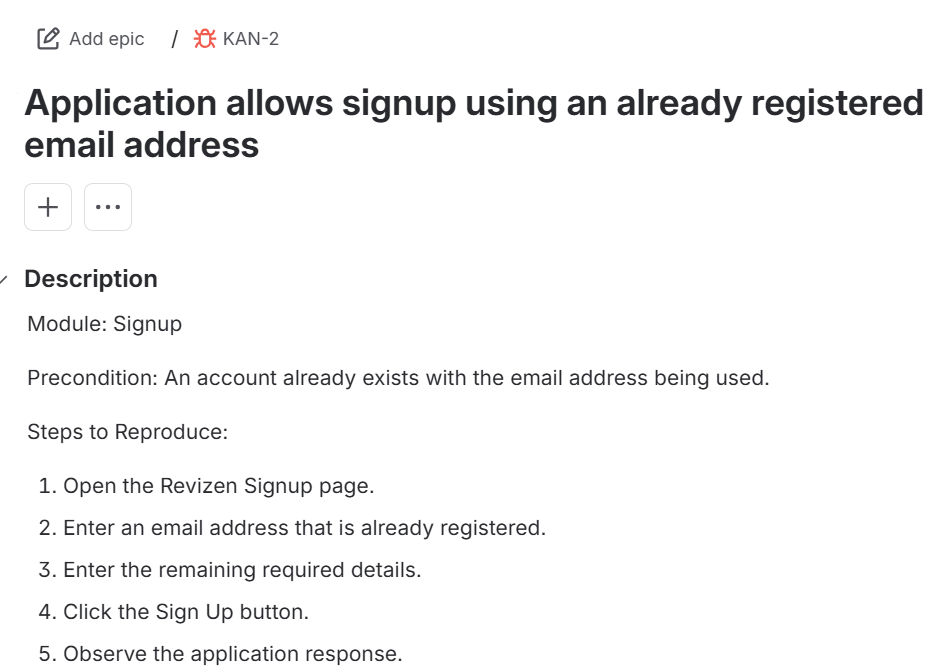 Add epic / KAN-2
Application allows signup using an already registered
email address
Description
Module: Signup
Precondition: An account already exists with the email address being used.
Steps to Reproduce:
1. Open the Revizen Signup page.
2. Enter an email address that is already registered.
3. Enter the remaining required details.
4. Click the Sign Up button.
5. Observe the application response.